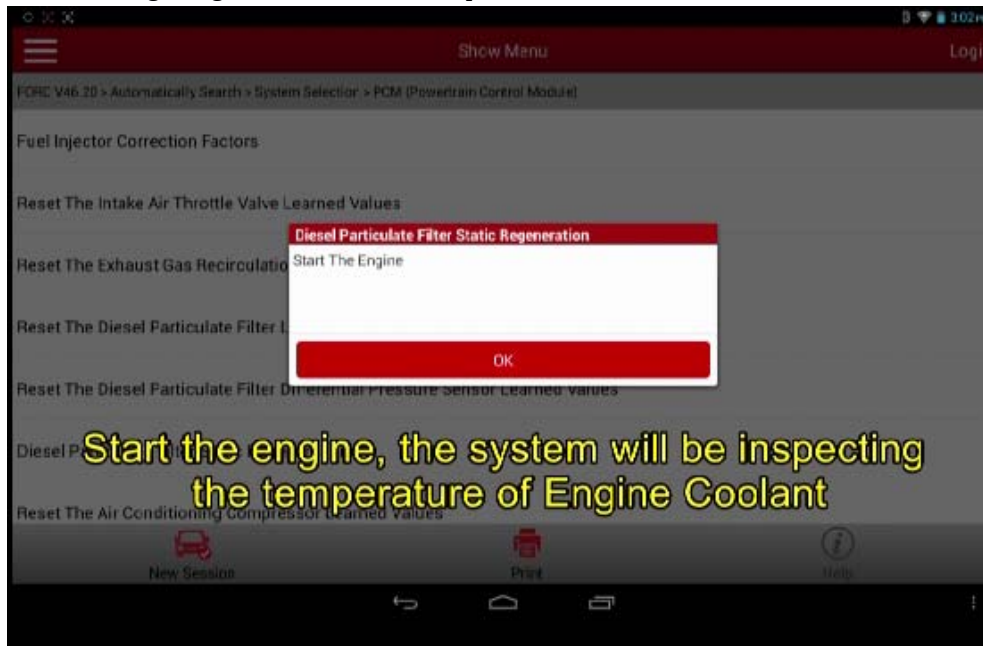 3:02
Show Menu
Logi
V46.20 > Automatically Search > System Selection > PCM (Powertrain Control Module)
Fuel Injector Correction Factors
Reset The Intake Air Throttle Valve Learned Values
Diesel Particulate Filter Static Regeneration
Start The Engine
Reset The Exhaust Gas Recirculatio
Reset The Diesel Particulate Filter L
OK
Reset The Diesel Particulate Filter Differential Pressure Sensor Learned Values
Diesel P
Start the engine, the system will be inspecting
the temperature of Engine Coolant
Reset The Air Conditioning Compressor Learned Values
New Session
Print
Help